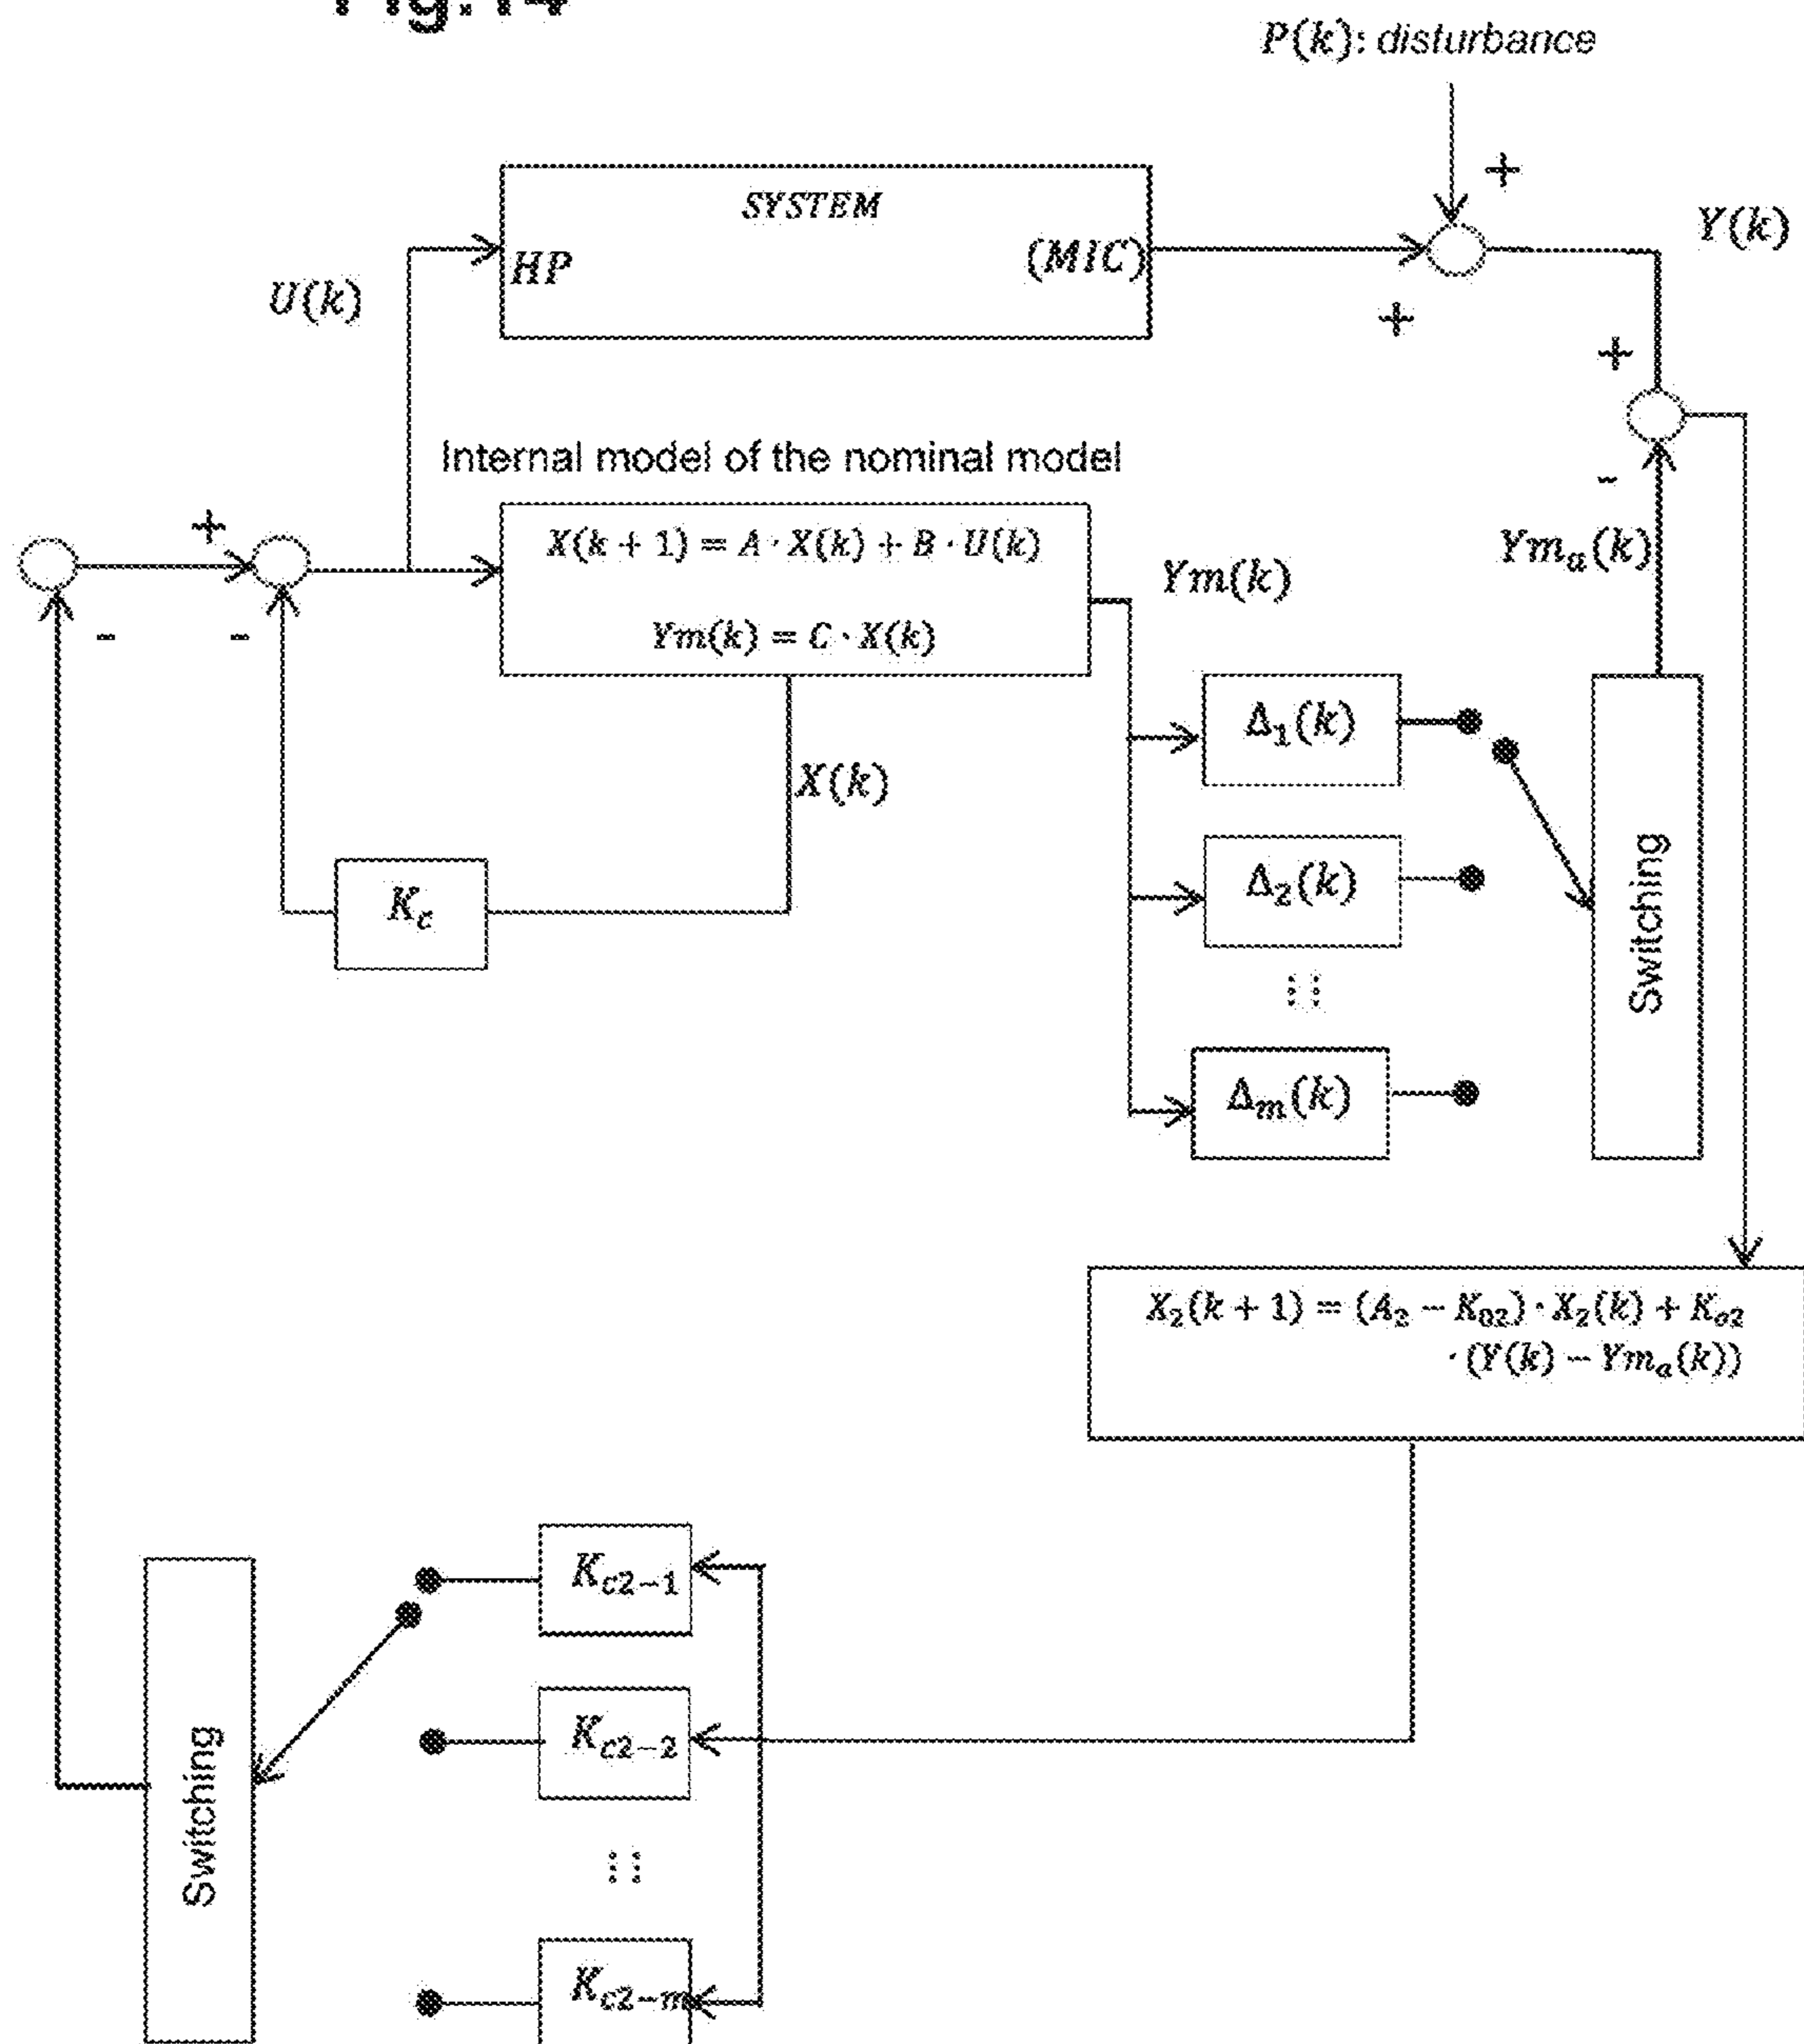 Fig.14
P(k): disturbance
+
SYSTEM
Y(k)
HP
(MIC)
U(k)
+
+
Internal model of the nominal model
-
+
X(k + 1) = A · X(k) + B · U(k)
Ym_a(k)
Ym(k)
-
-
Ym(k) = C · X(k)
Δ_1(k)
X(k)
Switching
Δ_2(k)
K_c
⋮⋮
Δ_m(k)
X_2(k + 1) = (A_2 − K_02) · X_2(k) + K_o2
· (Y(k) − Ym_a(k))
K_c2−1
K_c2−2
Switching
⋮⋮
K_c2−m